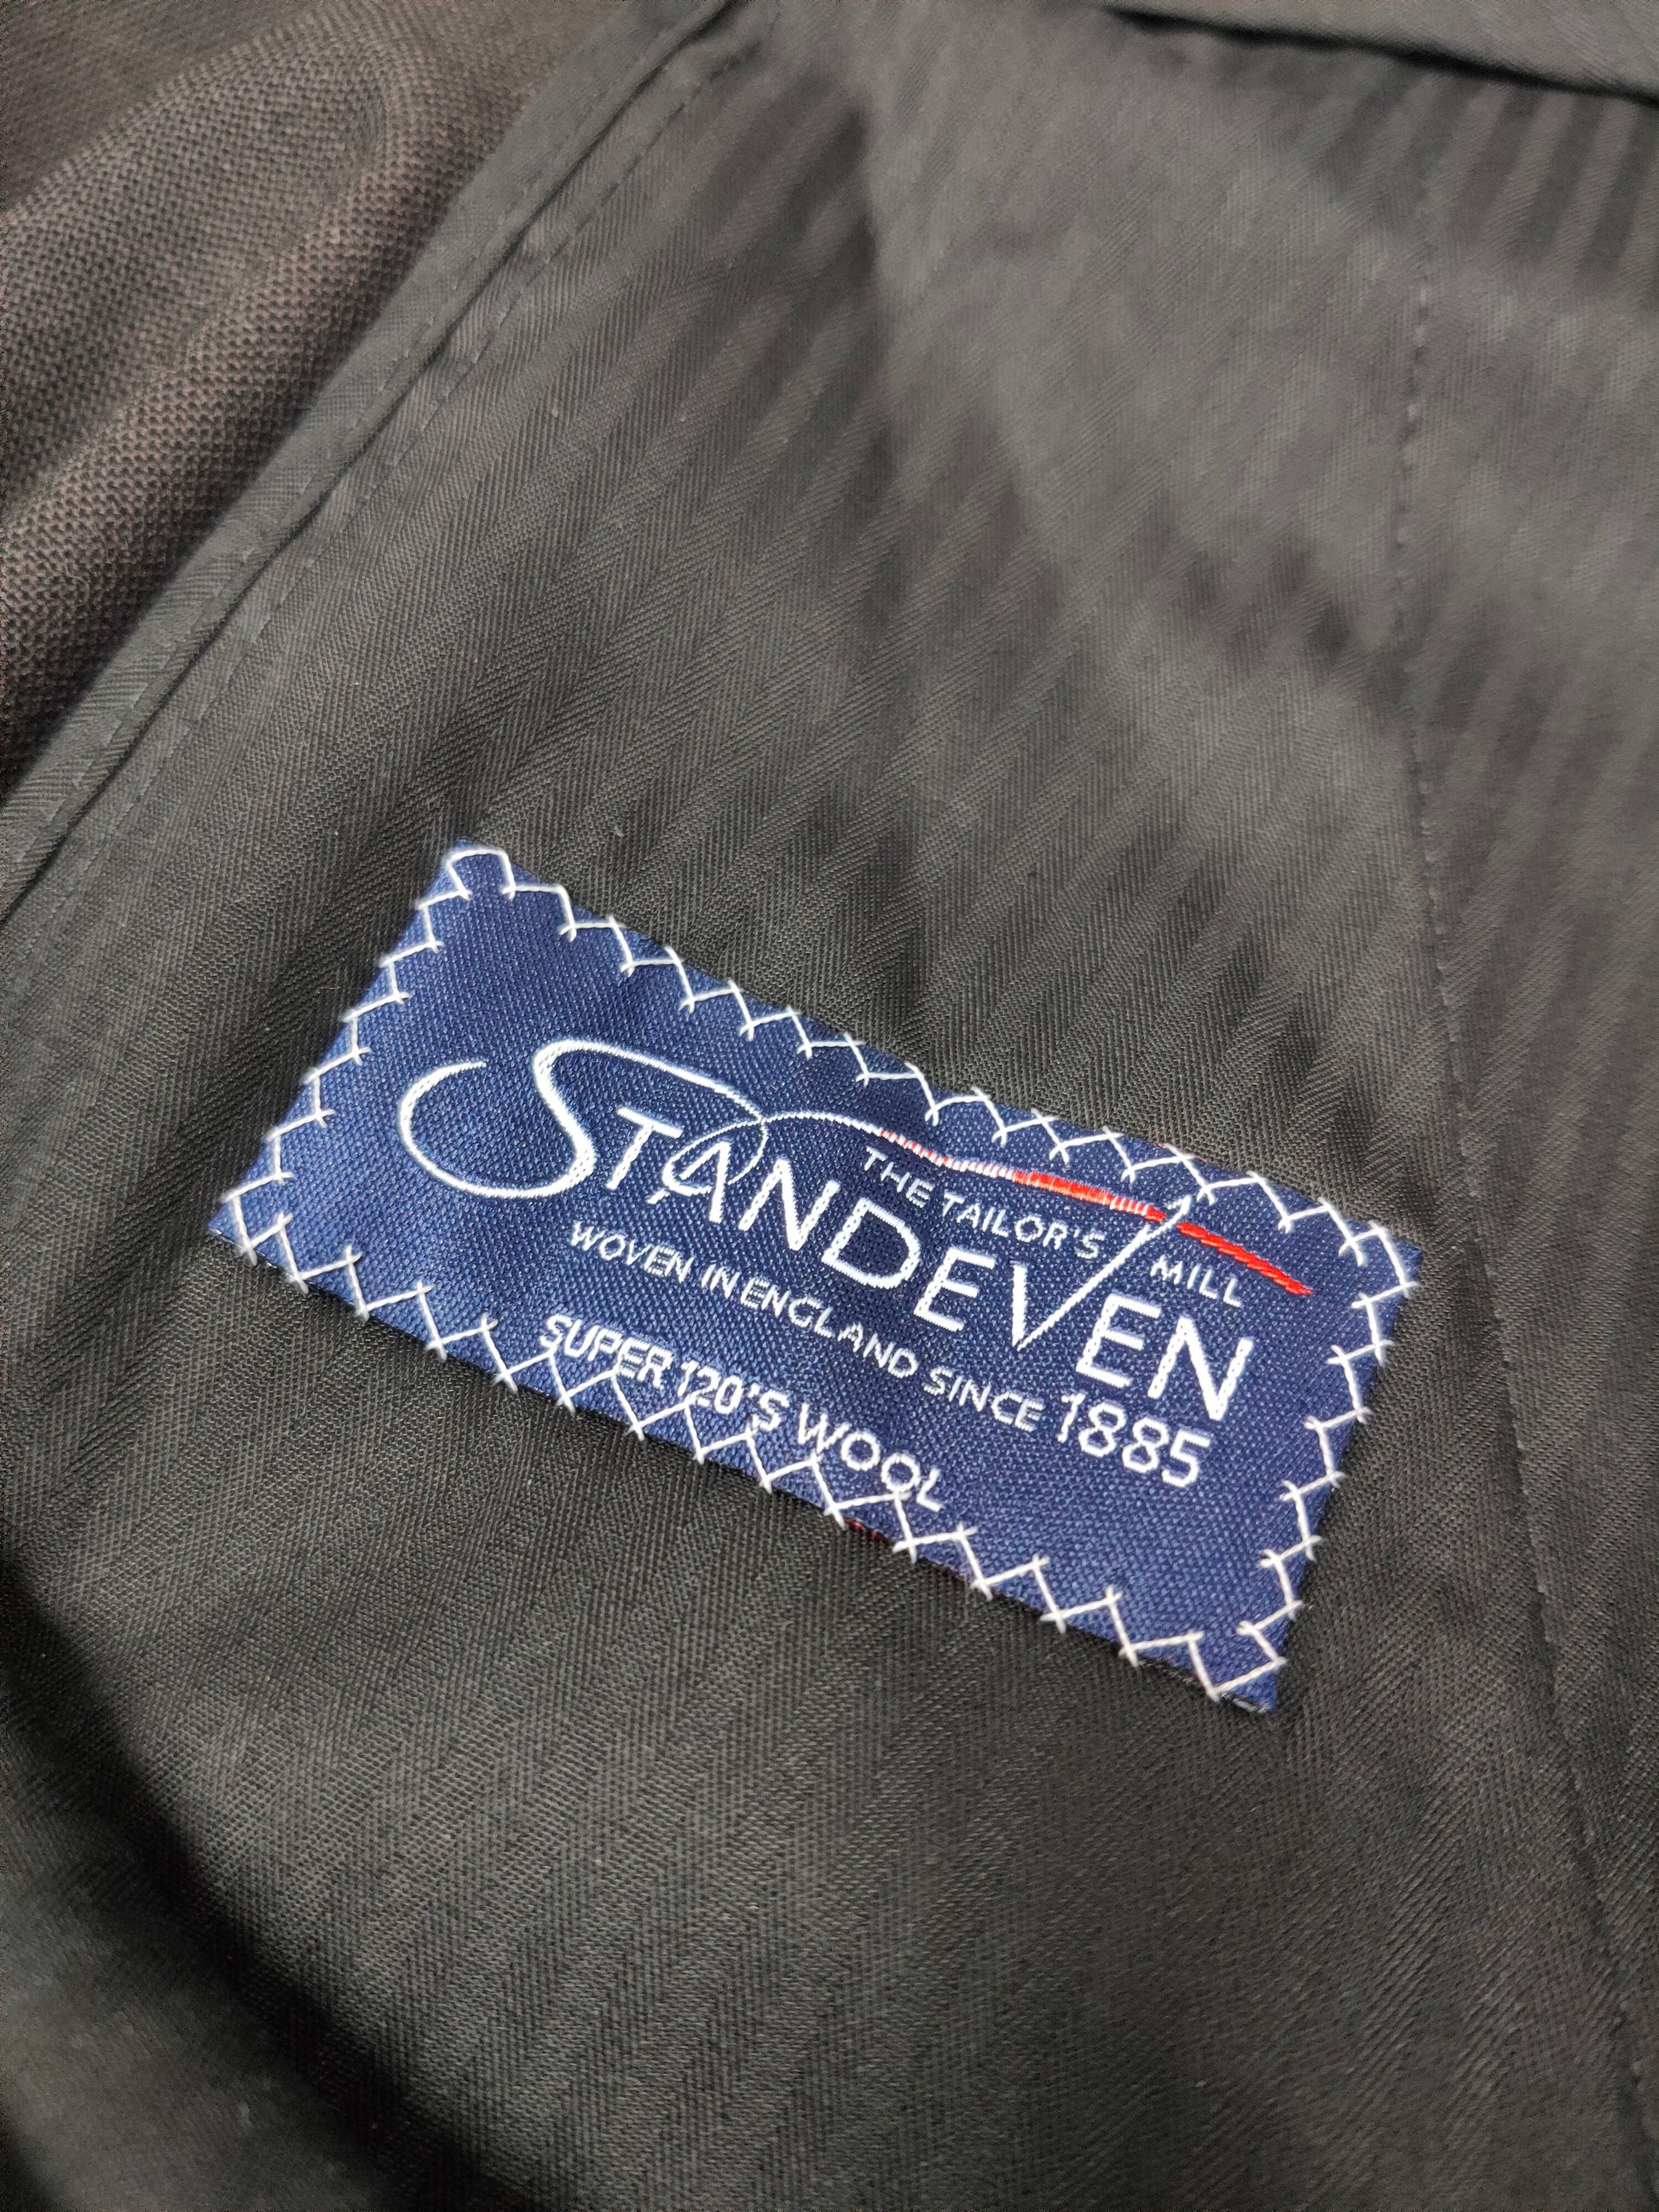 THE TAILOR'S MILL
STANDEVEN
WOVEN IN ENGLAND SINCE 1885
SUPER 120'S WOOL